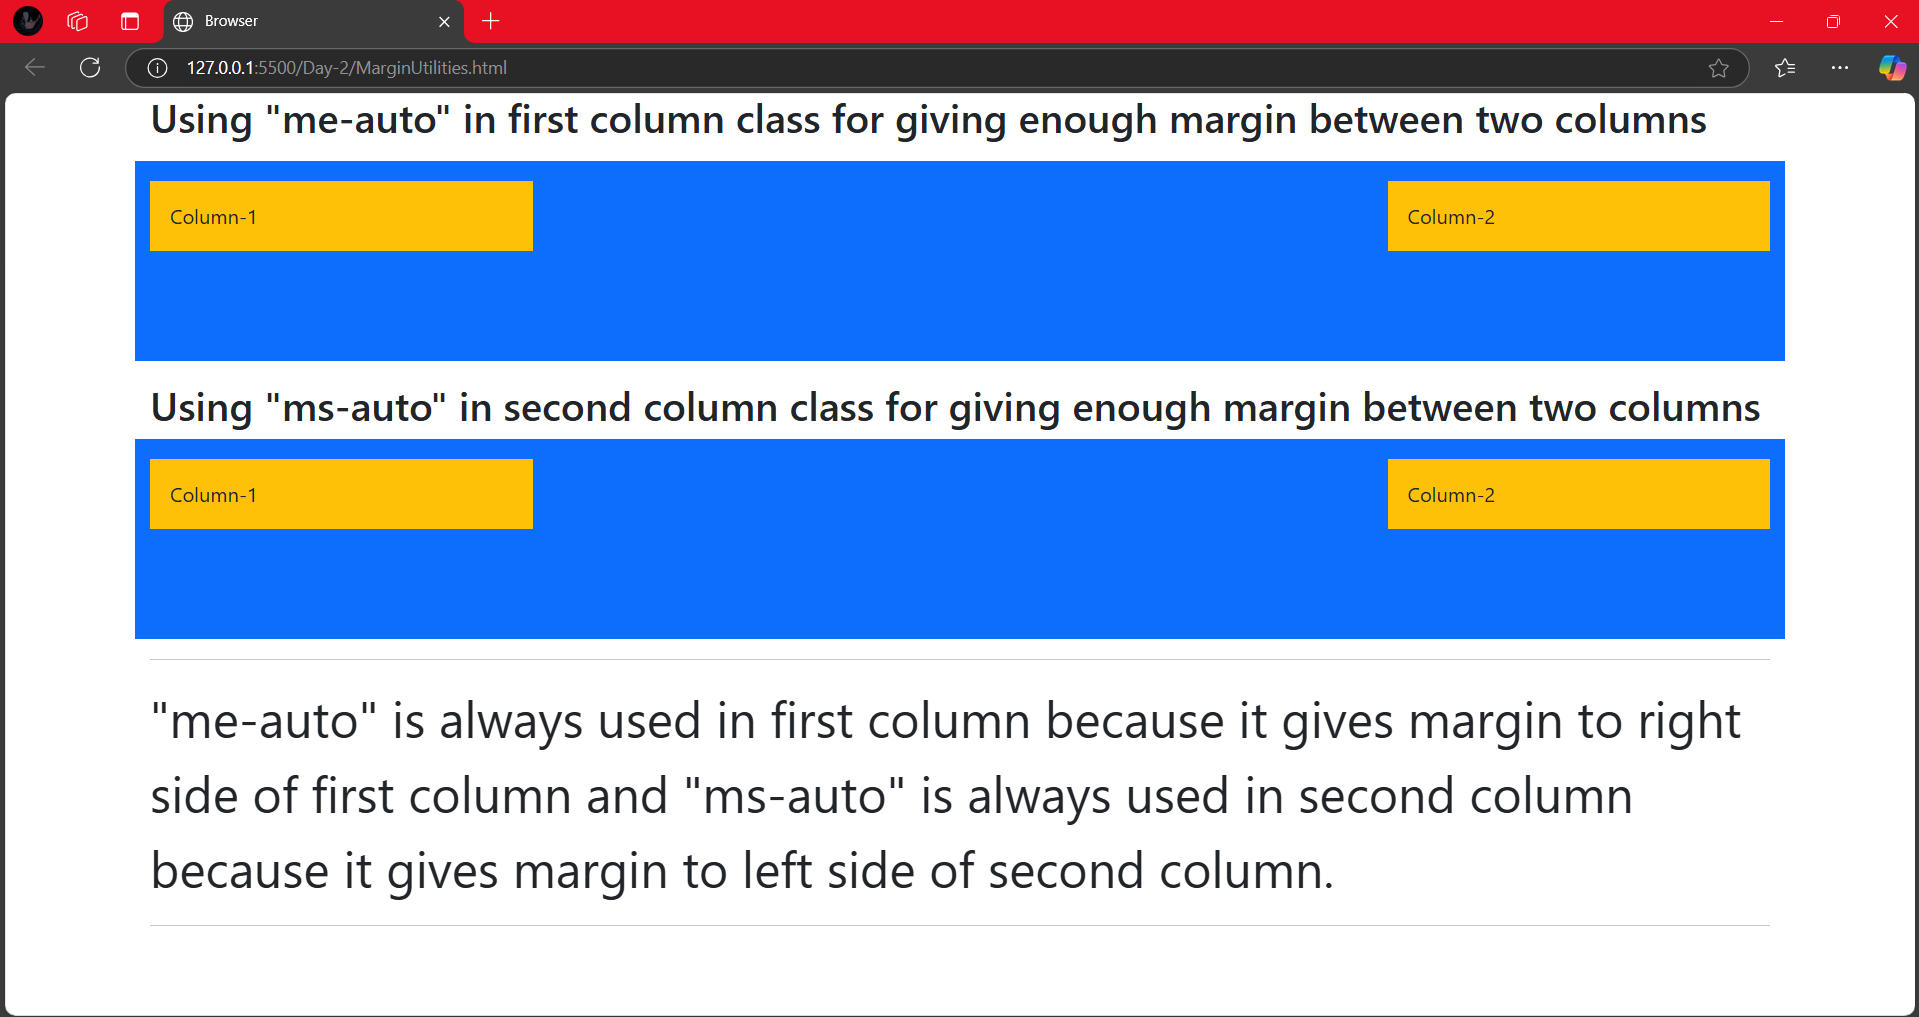 Browser
127.0.0.1:5500/Day-2/MarginUtilities.html
Using "me-auto" in first column class for giving enough margin between two columns
Column-1 Column-2
Using "ms-auto" in second column class for giving enough margin between two columns
Column-1 Column-2
"me-auto" is always used in first column because it gives margin to right
side of first column and "ms-auto" is always used in second column
because it gives margin to left side of second column.